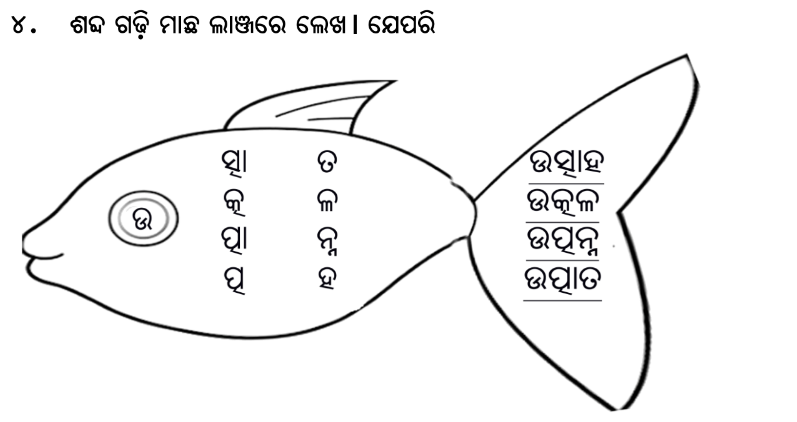 ୪. ଶବ୍ଦ ଗଢ଼ି ମାଛ ଲାଞ୍ଜରେ ଲେଖ। ଯେପରି
ତ୍ସା ତ ଉତ୍ସାହ
ଉ ତ୍କ ଳ ଉତ୍କଳ
ତ୍ପା ନ୍ନ ଉତ୍ପନ୍ନ
ତ୍ପ ହ ଉତ୍ପାତ